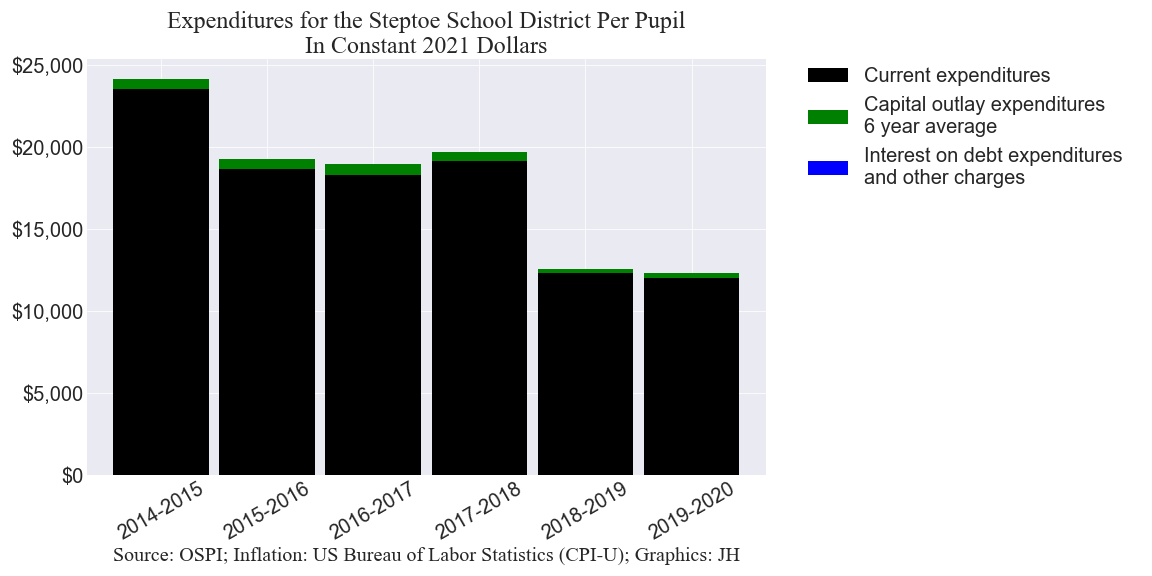 Expenditures for the Steptoe School District Per Pupil
In Constant 2021 Dollars
$25,000
$20,000
$15,000
$10,000
$5,000
$0
2014-2015
2015-2016
2016-2017
2017-2018
2018-2019
2019-2020
Current expenditures
Capital outlay expenditures
6 year average
Interest on debt expenditures
and other charges
Source: OSPI; Inflation: US Bureau of Labor Statistics (CPI-U); Graphics: JH